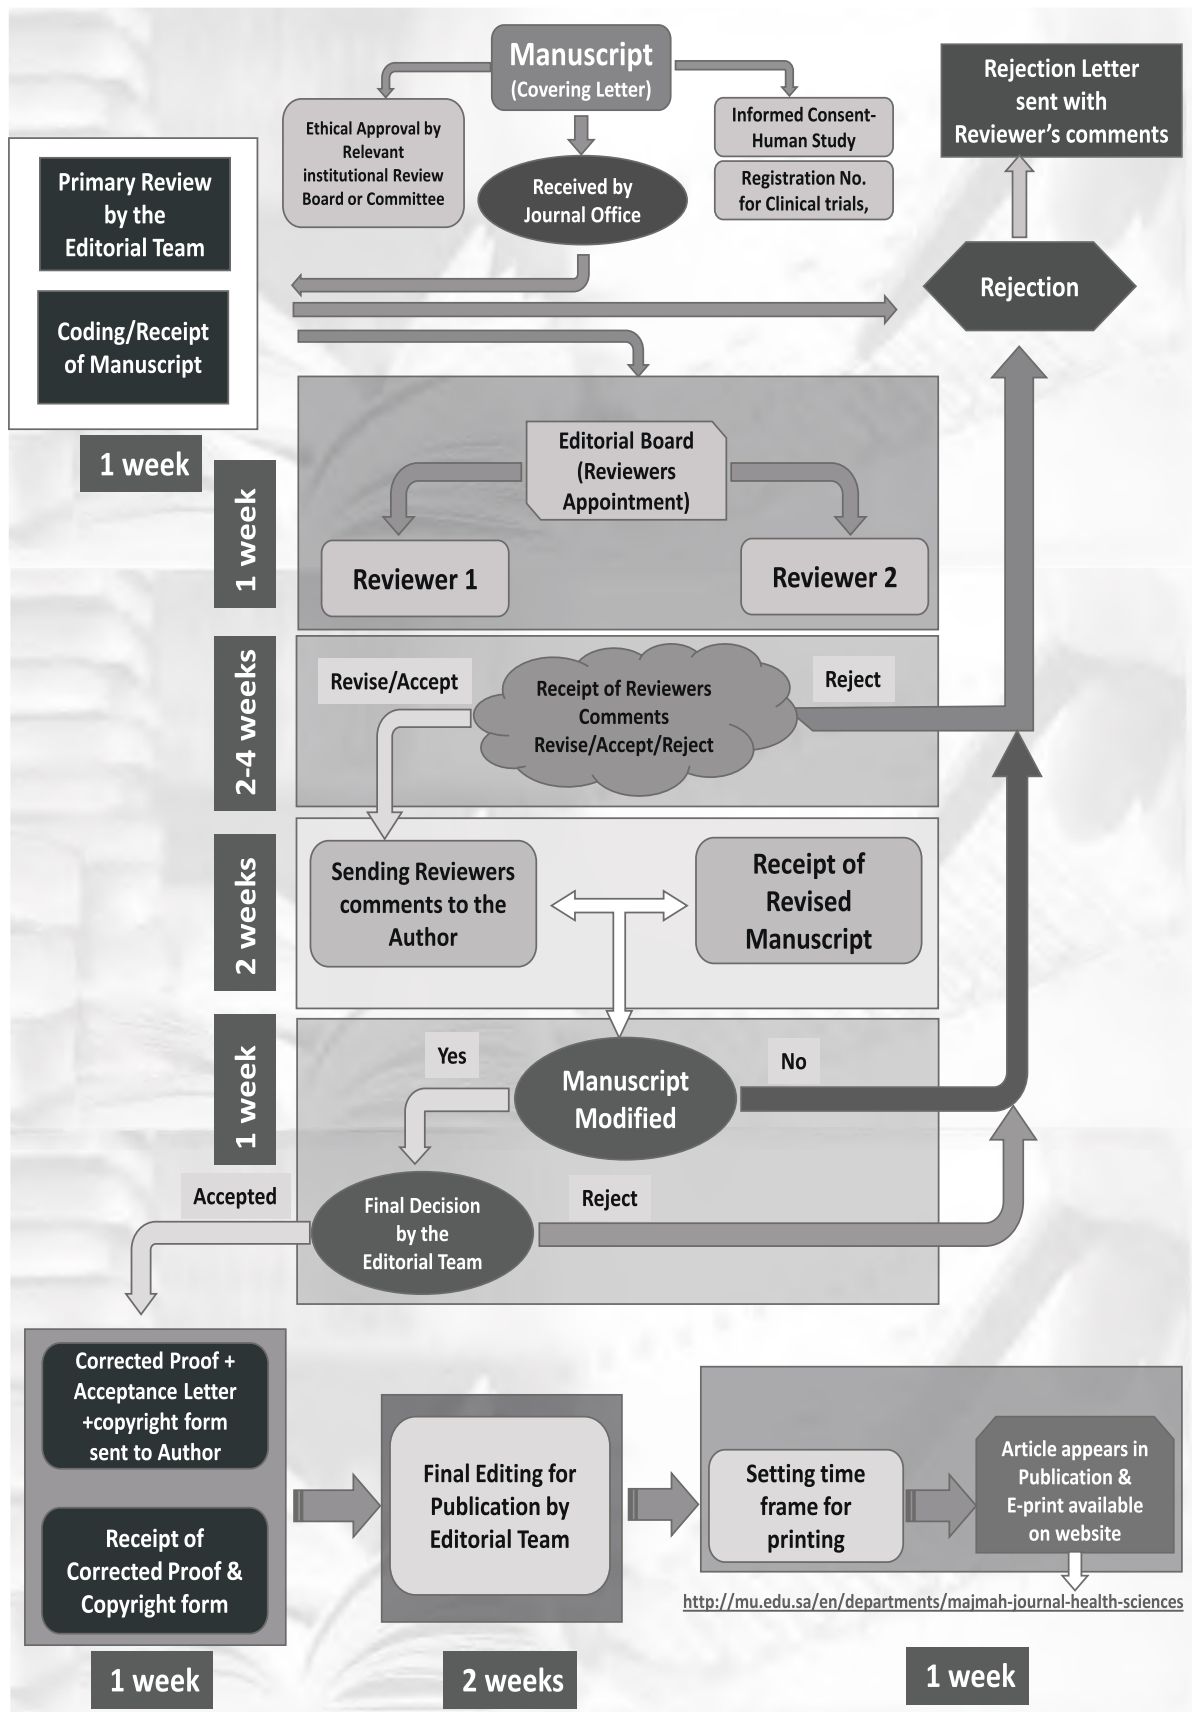 Manuscript
(Covering Letter)
Ethical Approval by
Relevant
institutional Review
Board or Committee
Informed Consent-
Human Study
Registration No.
for Clinical trials,
Received by
Journal Office
Rejection Letter
sent with
Reviewer's comments
Rejection
Primary Review
by the
Editorial Team
Coding/Receipt
of Manuscript
1 week
1 week
Editorial Board
(Reviewers
Appointment)
Reviewer 1
Reviewer 2
2-4 weeks
Revise/Accept
Receipt of Reviewers
Comments
Revise/Accept/Reject
Reject
2 weeks
Sending Reviewers
comments to the
Author
Receipt of
Revised
Manuscript
1 week
Yes
Manuscript
Modified
No
Accepted
Final Decision
by the
Editorial Team
Reject
Corrected Proof +
Acceptance Letter
+copyright form
sent to Author
Receipt of
Corrected Proof &
Copyright form
1 week
Final Editing for
Publication by
Editorial Team
2 weeks
Setting time
frame for
printing
Article appears in
Publication &
E-print available
on website
http://mu.edu.sa/en/departments/majmah-journal-health-sciences
1 week